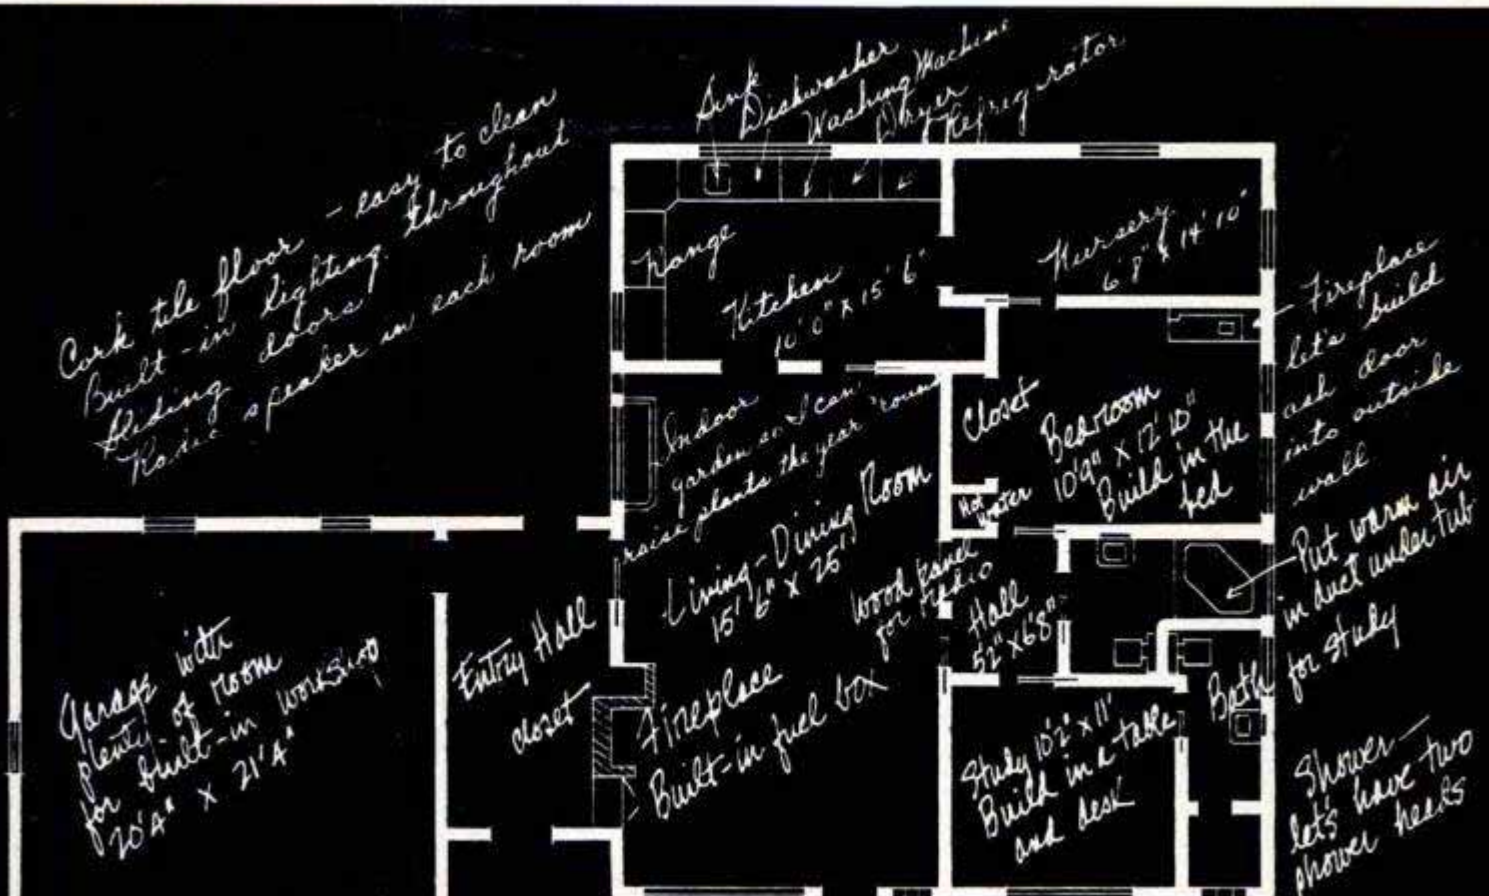 Sink
Dishwasher
Washing Machine
Dryer
Refrigerator
Cork tile floor - easy to clean
Built-in lighting throughout
Sliding doors
Radio speaker in each room
Range
Kitchen
10'0" x 15'6"
Nursery
6'8" x 14'10"
Fireplace
let's build
ash door
into outside
wall
Indoor
garden so I can
raise plants the year 'round
Closet
Bedroom
10'9" x 12'10"
Build in the
bed
Hot
water
Living-Dining Room
15'6" x 25'
wood panel
for radio
Hall
52" x 6'8"
Put warm air
in duct under tub
for study
Garage with
plenty of room
for built-in workshop
20'4" x 21'4"
Entry Hall
closet
Fireplace
Built-in fuel box
Study 10'2" x 11'
Build in a table
and desk
Bath
Shower-
let's have two
shower heads